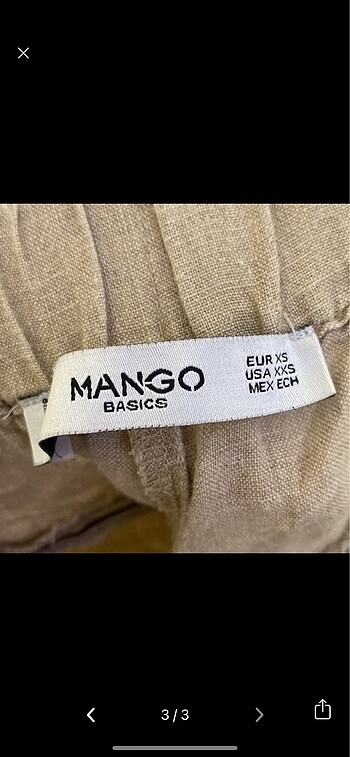 MANGO
BASICS
EUR XS
USA XXS
MEX ECH
3/3